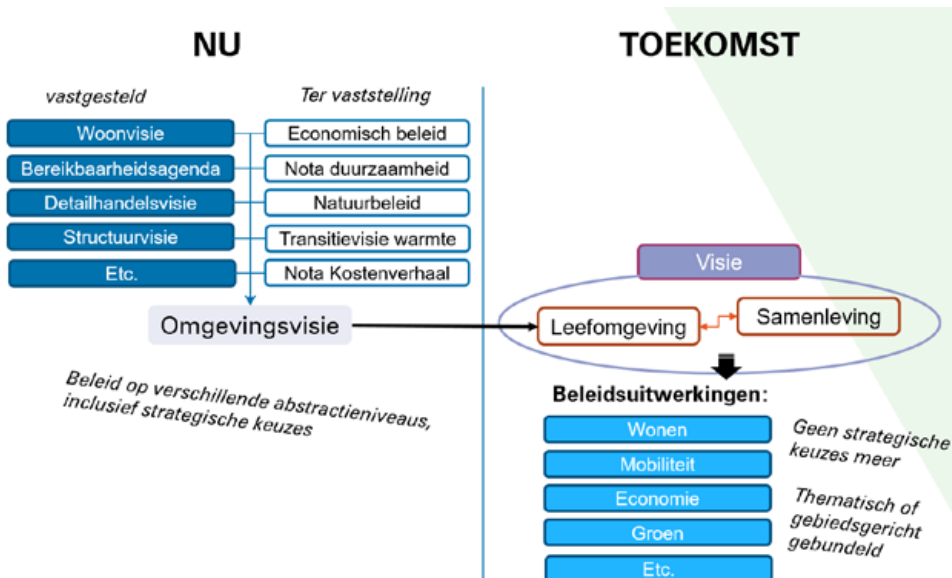 NU
vastgesteld
Ter vaststelling
Woonvisie
Economisch beleid
Bereikbaarheidsagenda
Nota duurzaamheid
Detailhandelsvisie
Natuurbeleid
Structuurvisie
Transitievisie warmte
Etc.
Nota Kostenverhaal
Omgevingsvisie
Beleid op verschillende abstractieniveaus,
inclusief strategische keuzes
TOEKOMST
Visie
Leefomgeving
Samenleving
Beleidsuitwerkingen:
Wonen
Mobiliteit
Economie
Groen
Etc.
Geen strategische
keuzes meer
Thematisch of
gebiedsgericht
gebundeld